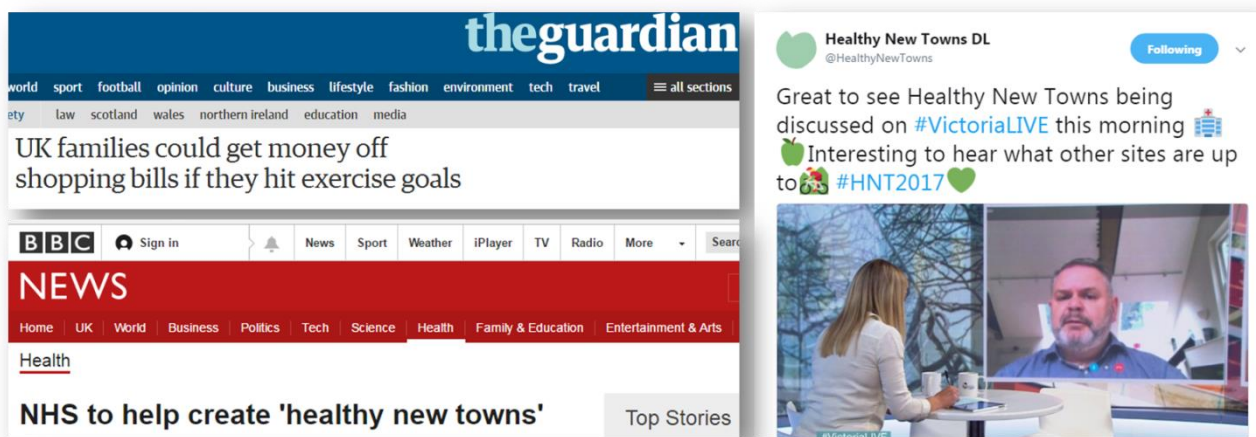 theguardian
world sport football opinion culture business lifestyle fashion environment tech travel ≡ all sections
ety law scotland wales northern ireland education media
UK families could get money off
shopping bills if they hit exercise goals
BBC Sign in News Sport Weather iPlayer TV Radio More Searc
NEWS
Home UK World Business Politics Tech Science Health Family & Education Entertainment & Arts
Health
NHS to help create 'healthy new towns'
Top Stories
Healthy New Towns DL
@HealthyNewTowns
Following
Great to see Healthy New Towns being
discussed on #VictoriaLIVE this morning 🏥
🍏Interesting to hear what other sites are up
to🚵 #HNT2017💚
#VictoriaLIVE